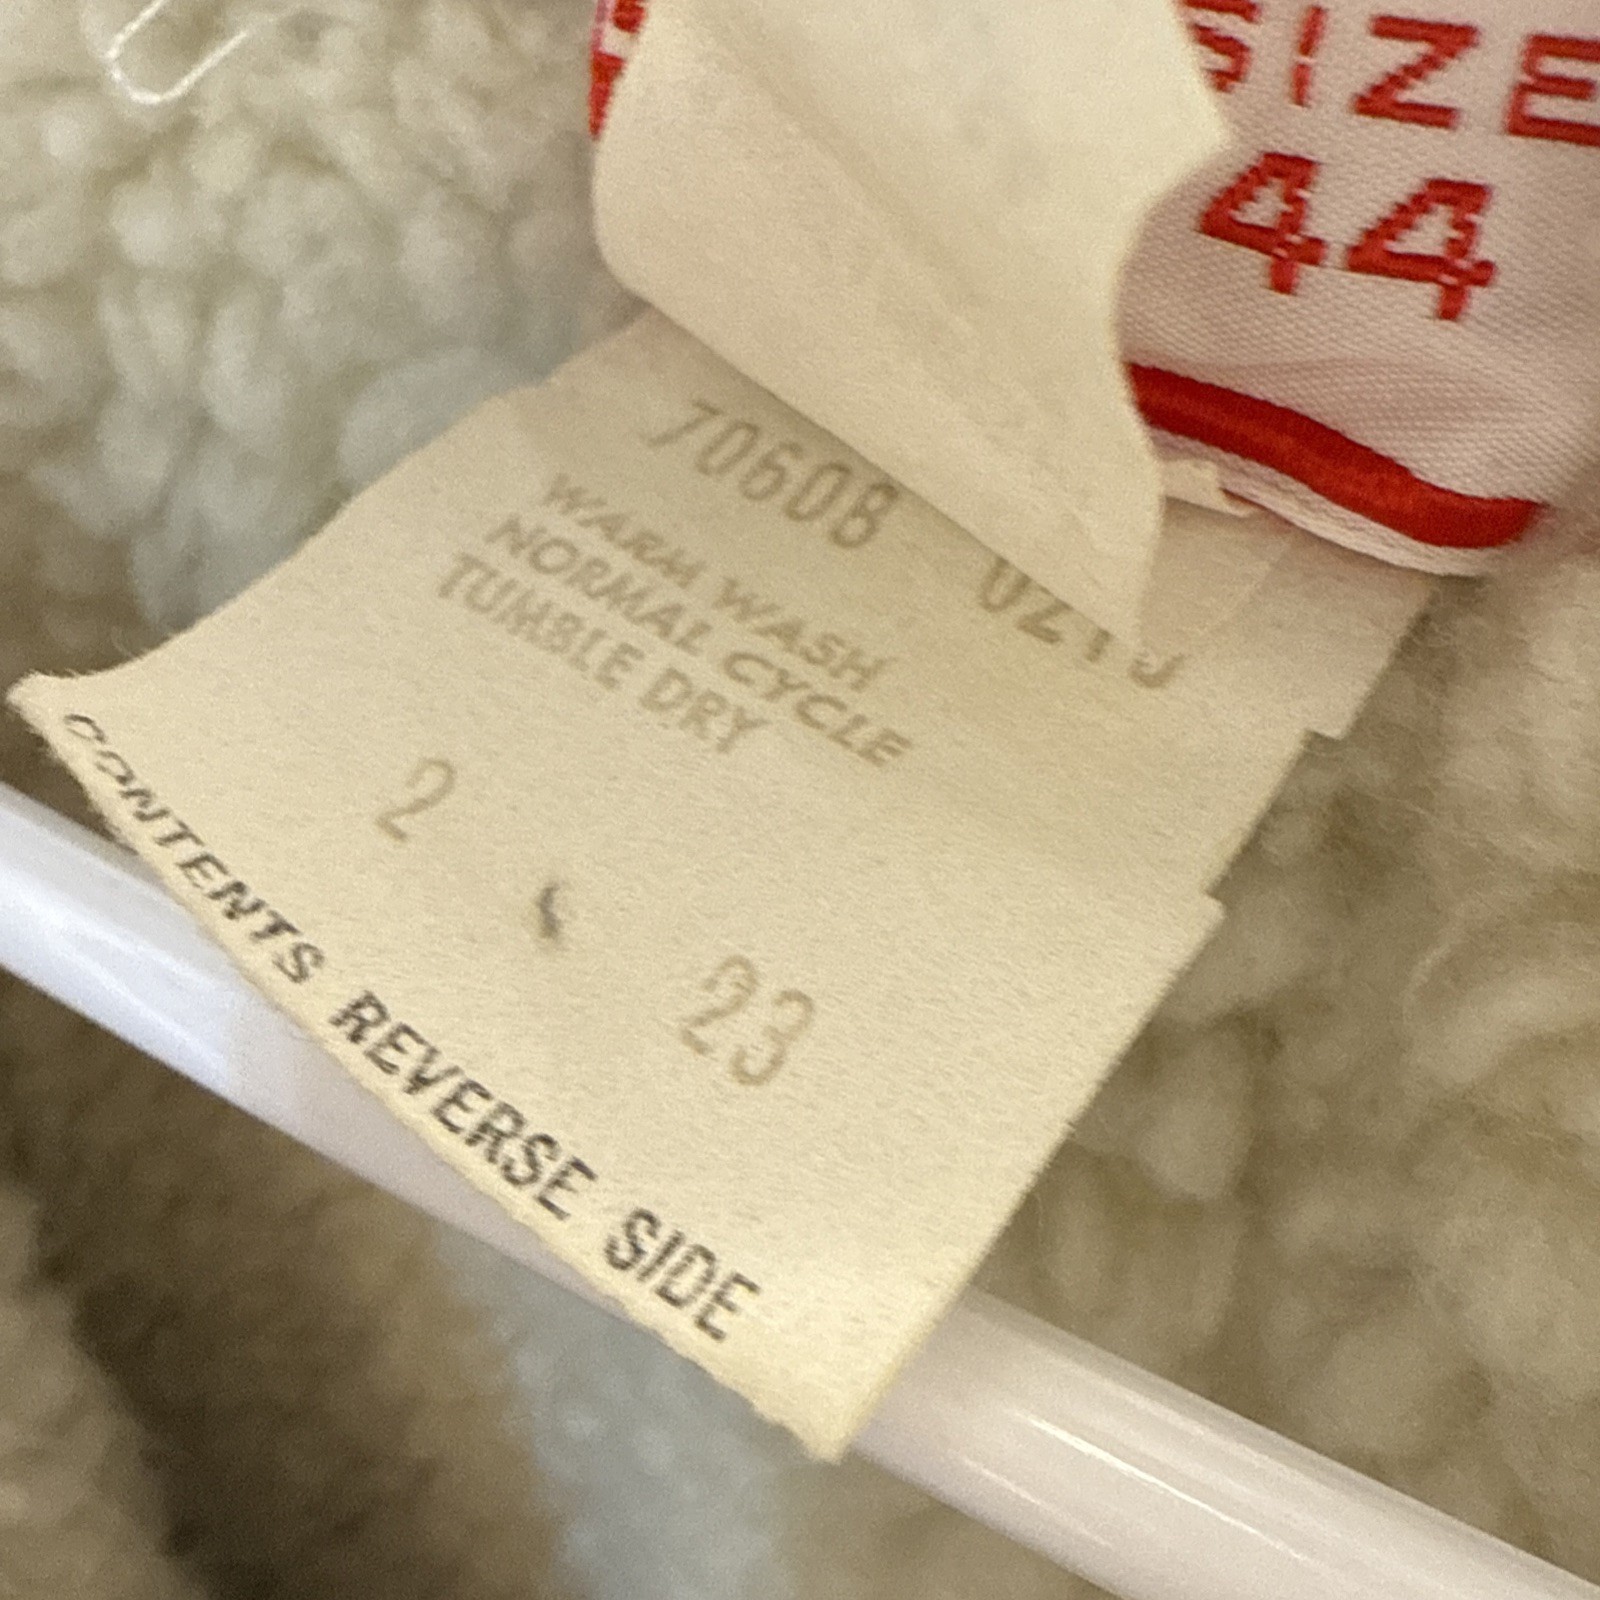 SIZE
44
70608
WARM WASH
NORMAL CYCLE
TUMBLE DRY
2 23
CONTENTS REVERSE SIDE